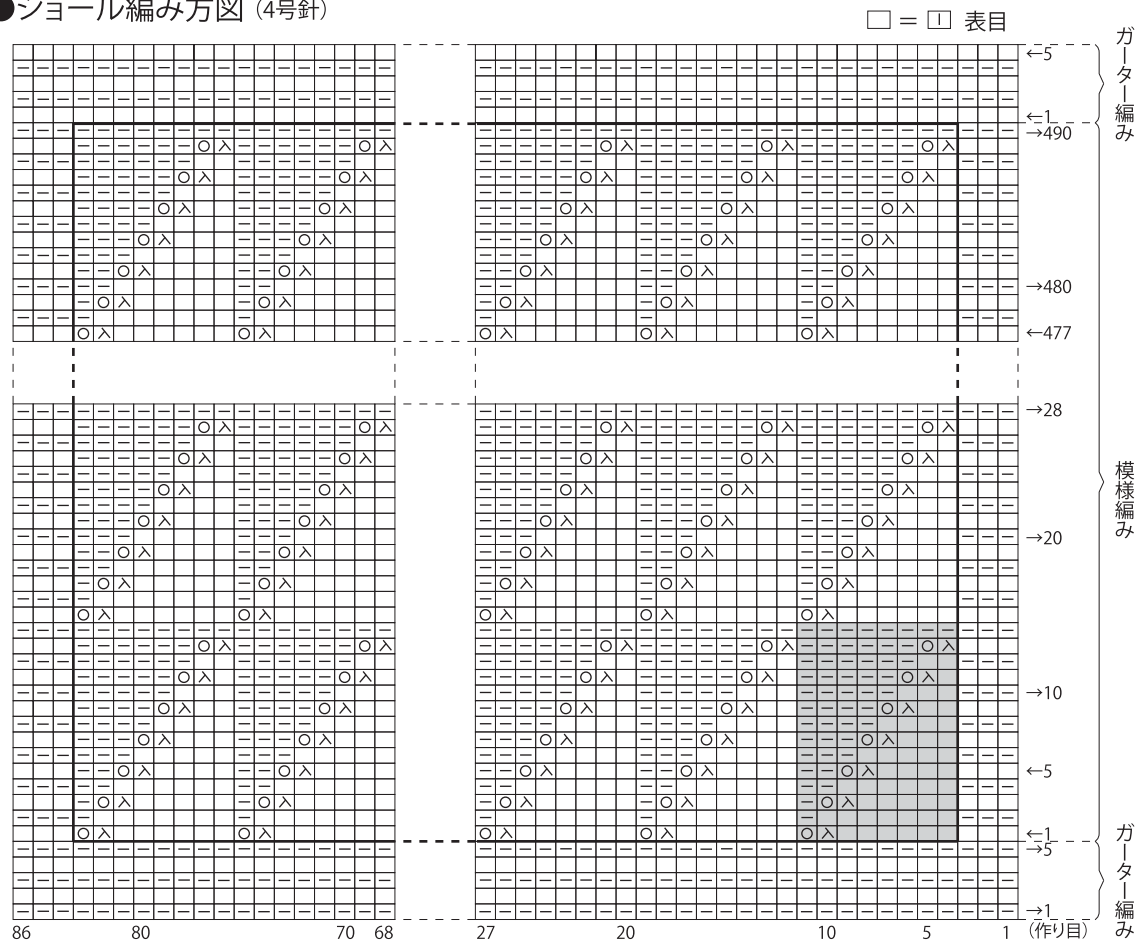 ●ショール編み方図（4号針）
□ = I 表目
ガーター編み
←5
←1
→490
→480
←477
模様編み
→28
→20
→10
←5
←1
ガーター編み
→5
→1
86 80 70 68 27 20 10 5 1 （作り目）